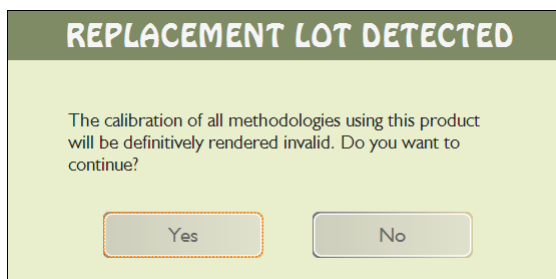 REPLACEMENT LOT DETECTED
The calibration of all methodologies using this product
will be definitively rendered invalid. Do you want to
continue?
Yes
No